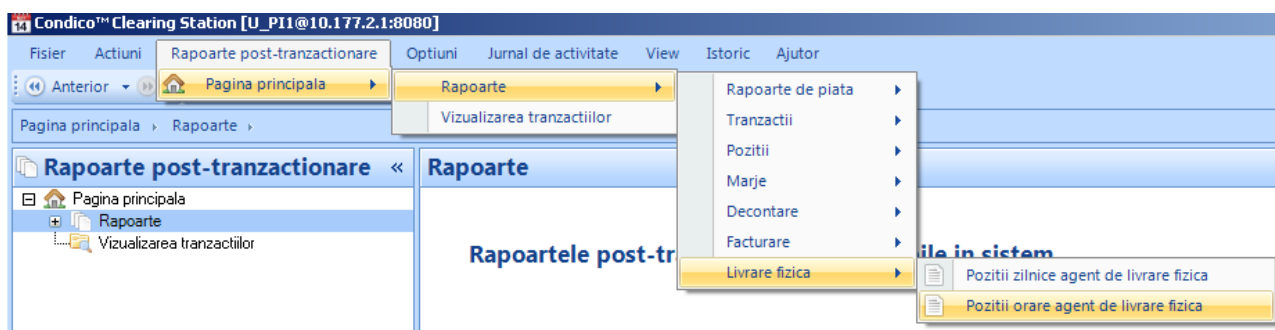 14 Condico™ Clearing Station [U_PI1@10.177.2.1:8080]
Fisier Actiuni Rapoarte post-tranzactionare Optiuni Jurnal de activitate View Istoric Ajutor
Anterior Pagina principala Rapoarte Rapoarte de piata
Pagina principala Rapoarte Vizualizarea tranzactiilor Tranzactii
Pozitii
Rapoarte post-tranzactionare « Rapoarte Marje
Pagina principala
Rapoarte Decontare
Vizualizarea tranzactiilor Facturare
Rapoartele post-tr ile in sistem
Livrare fizica Pozitii zilnice agent de livrare fizica
Pozitii orare agent de livrare fizica